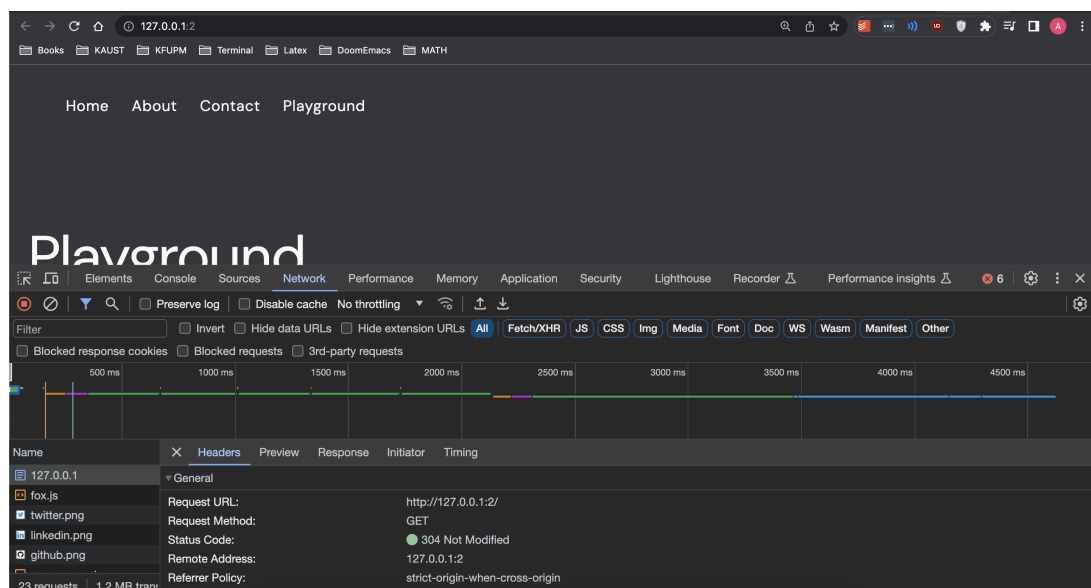 127.0.0.1:2
Books KAUST KFUPM Terminal Latex DoomEmacs MATH
Home About Contact Playground
Playground
Elements Console Sources Network Performance Memory Application Security Lighthouse Recorder Performance insights 6
Preserve log Disable cache No throttling
Filter Invert Hide data URLs Hide extension URLs All Fetch/XHR JS CSS Img Media Font Doc WS Wasm Manifest Other
Blocked response cookies Blocked requests 3rd-party requests
500 ms 1000 ms 1500 ms 2000 ms 2500 ms 3000 ms 3500 ms 4000 ms 4500 ms
Name Headers Preview Response Initiator Timing
127.0.0.1 General
fox.js Request URL: http://127.0.0.1:2/
twitter.png Request Method: GET
linkedin.png Status Code: 304 Not Modified
github.png Remote Address: 127.0.0.1:2
Referrer Policy: strict-origin-when-cross-origin
23 requests 1.2 MB trans